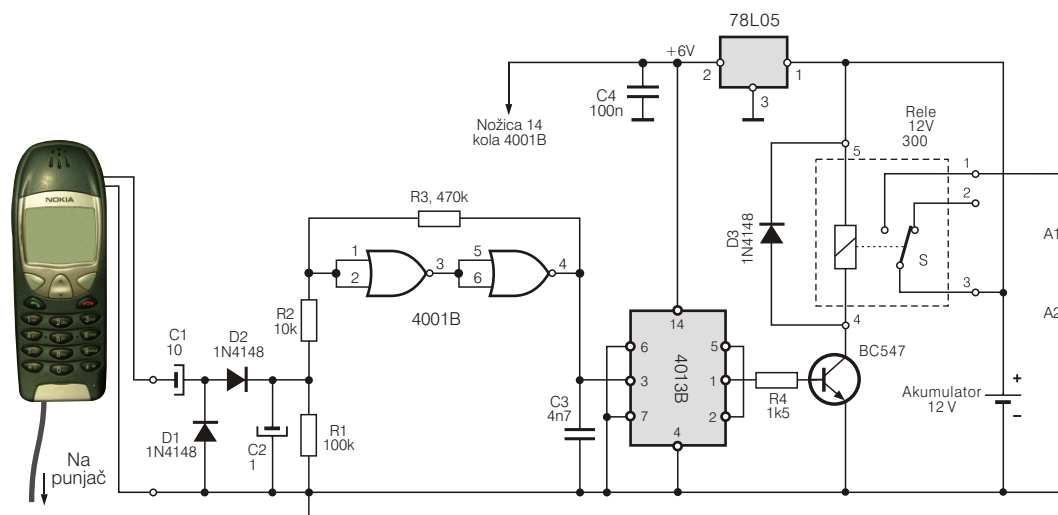 78L05
+6V
2
1
3
C4
100n
Nožica 14
kola 4001B
Rele
12V
300
5
1
2
3
S
4
A1
A2
D3
1N4148
NOKIA
R3, 470k
1
2
3
5
6
4
4001B
R2
10k
C1
10
D2
1N4148
D1
1N4148
C2
1
R1
100k
C3
4n7
14
6
3
7
4
5
1
2
4013B
R4
1k5
BC547
Akumulator
12 V
+
–
Na
punjač